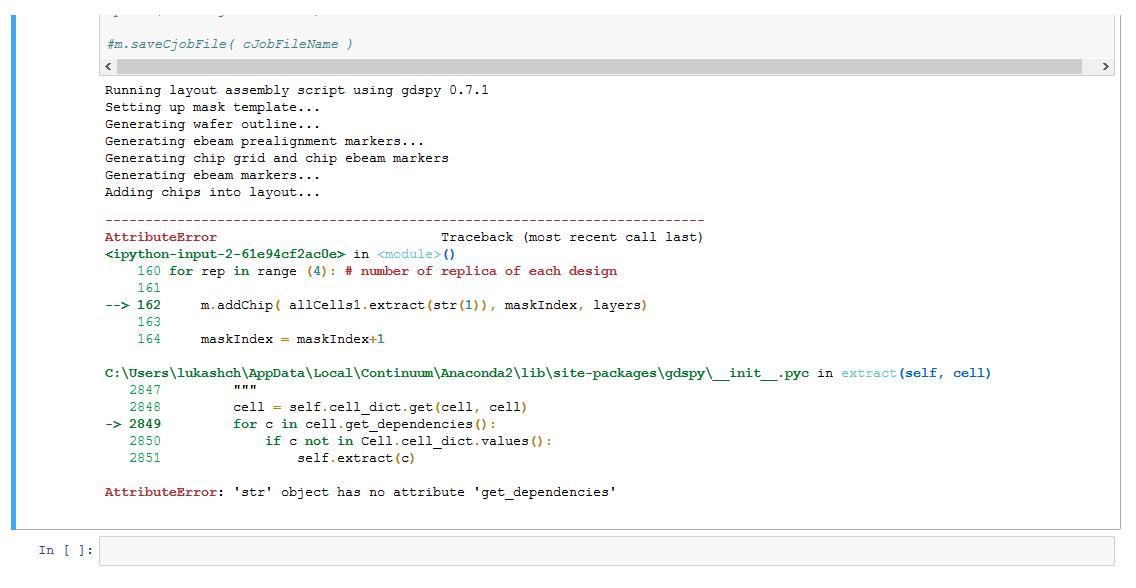 #m.saveCjobFile( cJobFileName )
Running layout assembly script using gdspy 0.7.1
Setting up mask template...
Generating wafer outline...
Generating ebeam prealignment markers...
Generating chip grid and chip ebeam markers
Generating ebeam markers...
Adding chips into layout...
---------------------------------------------------------------------------
AttributeError                            Traceback (most recent call last)
<ipython-input-2-61e94cf2ac0e> in <module>()
    160 for rep in range (4): # number of replica of each design
    161
--> 162     m.addChip( allCells1.extract(str(1)), maskIndex, layers)
    163
    164     maskIndex = maskIndex+1
C:\Users\lukashch\AppData\Local\Continuum\Anaconda2\lib\site-packages\gdspy\__init__.pyc in extract(self, cell)
   2847         """
   2848         cell = self.cell_dict.get(cell, cell)
-> 2849         for c in cell.get_dependencies():
   2850             if c not in Cell.cell_dict.values():
   2851                 self.extract(c)
AttributeError: 'str' object has no attribute 'get_dependencies'
In [ ]: